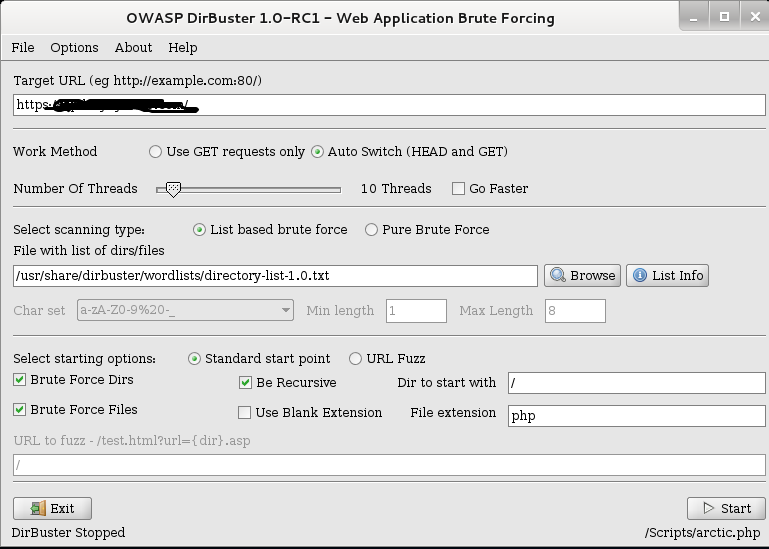 OWASP DirBuster 1.0-RC1 - Web Application Brute Forcing
File Options About Help
Target URL (eg http://example.com:80/)
https:/
Work Method Use GET requests only Auto Switch (HEAD and GET)
Number Of Threads 10 Threads Go Faster
Select scanning type: List based brute force Pure Brute Force
File with list of dirs/files
/usr/share/dirbuster/wordlists/directory-list-1.0.txt Browse List Info
Char set a-zA-Z0-9%20-_ Min length 1 Max Length 8
Select starting options: Standard start point URL Fuzz
Brute Force Dirs Be Recursive Dir to start with /
Brute Force Files Use Blank Extension File extension php
URL to fuzz - /test.html?url={dir}.asp
/
Exit Start
DirBuster Stopped /Scripts/arctic.php